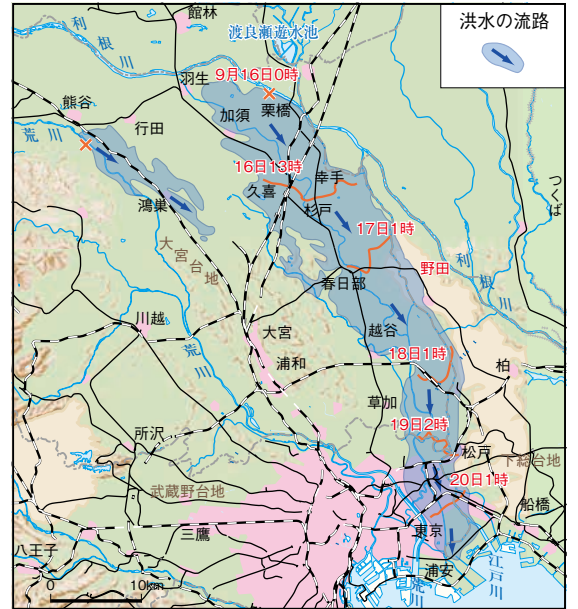 洪水の流路
館林
渡良瀬遊水池
利根川
羽生
9月16日0時
熊谷
加須
栗橋
荒川
行田
16日13時
幸手
久喜
杉戸
鴻巣
つくば
17日1時
大宮台地
利根川
野田
春日部
川越
大宮
越谷
荒川
浦和
18日1時
柏
草加
所沢
19日2時
松戸
下総台地
武蔵野台地
20日1時
船橋
三鷹
東京
八王子
浦安
江戸川
荒川
0
10km